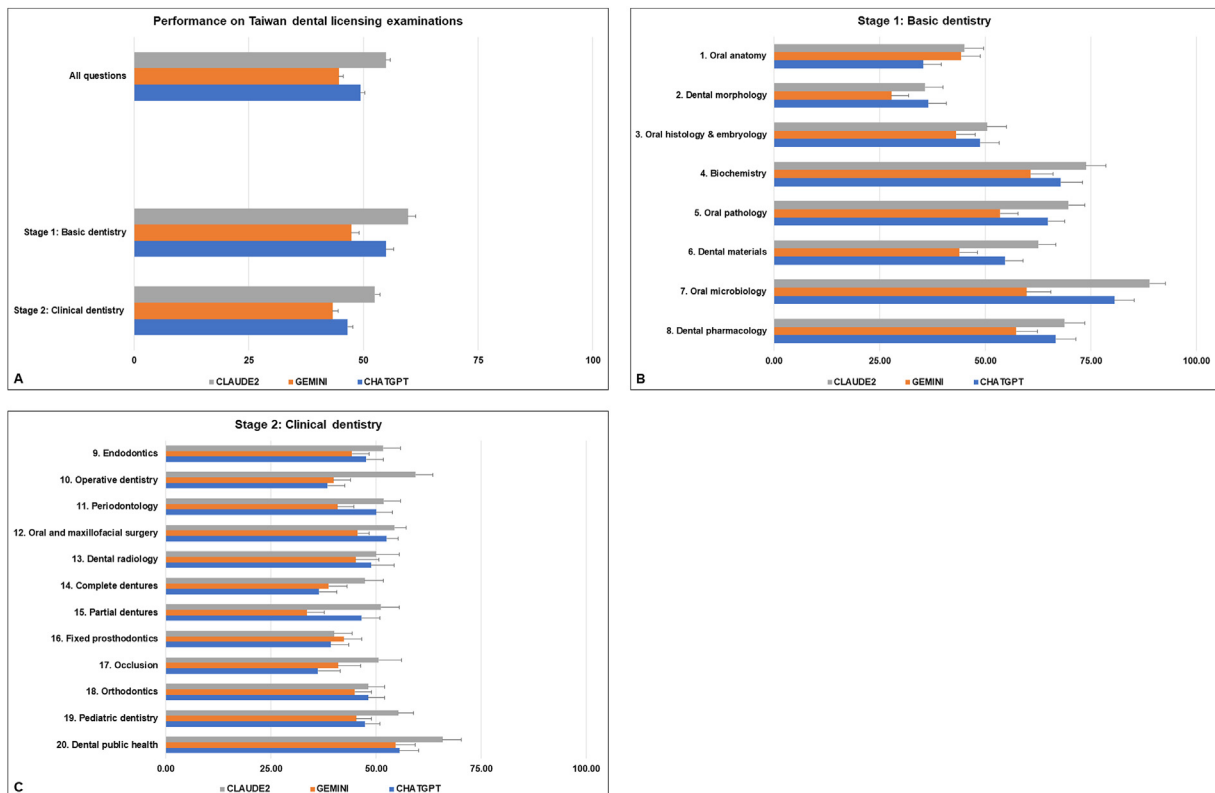 Performance on Taiwan dental licensing examinations
All questions
Stage 1: Basic dentistry
Stage 2: Clinical dentistry
0 25 50 75 100
A
CLAUDE2 GEMINI CHATGPT
Stage 1: Basic dentistry
1. Oral anatomy
2. Dental morphology
3. Oral histology & embryology
4. Biochemistry
5. Oral pathology
6. Dental materials
7. Oral microbiology
8. Dental pharmacology
0.00 25.00 50.00 75.00 100.00
B
CLAUDE2 GEMINI CHATGPT
Stage 2: Clinical dentistry
9. Endodontics
10. Operative dentistry
11. Periodontology
12. Oral and maxillofacial surgery
13. Dental radiology
14. Complete dentures
15. Partial dentures
16. Fixed prosthodontics
17. Occlusion
18. Orthodontics
19. Pediatric dentistry
20. Dental public health
0.00 25.00 50.00 75.00 100.00
C
CLAUDE2 GEMINI CHATGPT